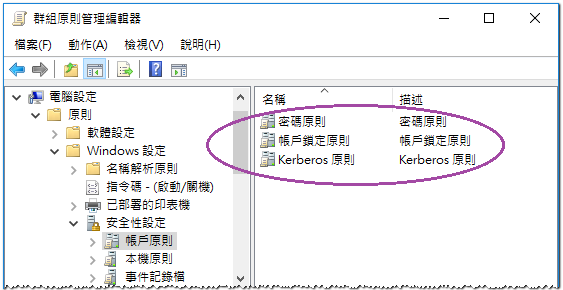 群組原則管理編輯器
檔案(F) 動作(A) 檢視(V) 說明(H)
電腦設定
原則
軟體設定
Windows 設定
名稱解析原則
指令碼 - (啟動/關機)
已部署的印表機
安全性設定
帳戶原則
本機原則
事件記錄檔
名稱 描述
密碼原則 密碼原則
帳戶鎖定原則 帳戶鎖定原則
Kerberos 原則 Kerberos 原則